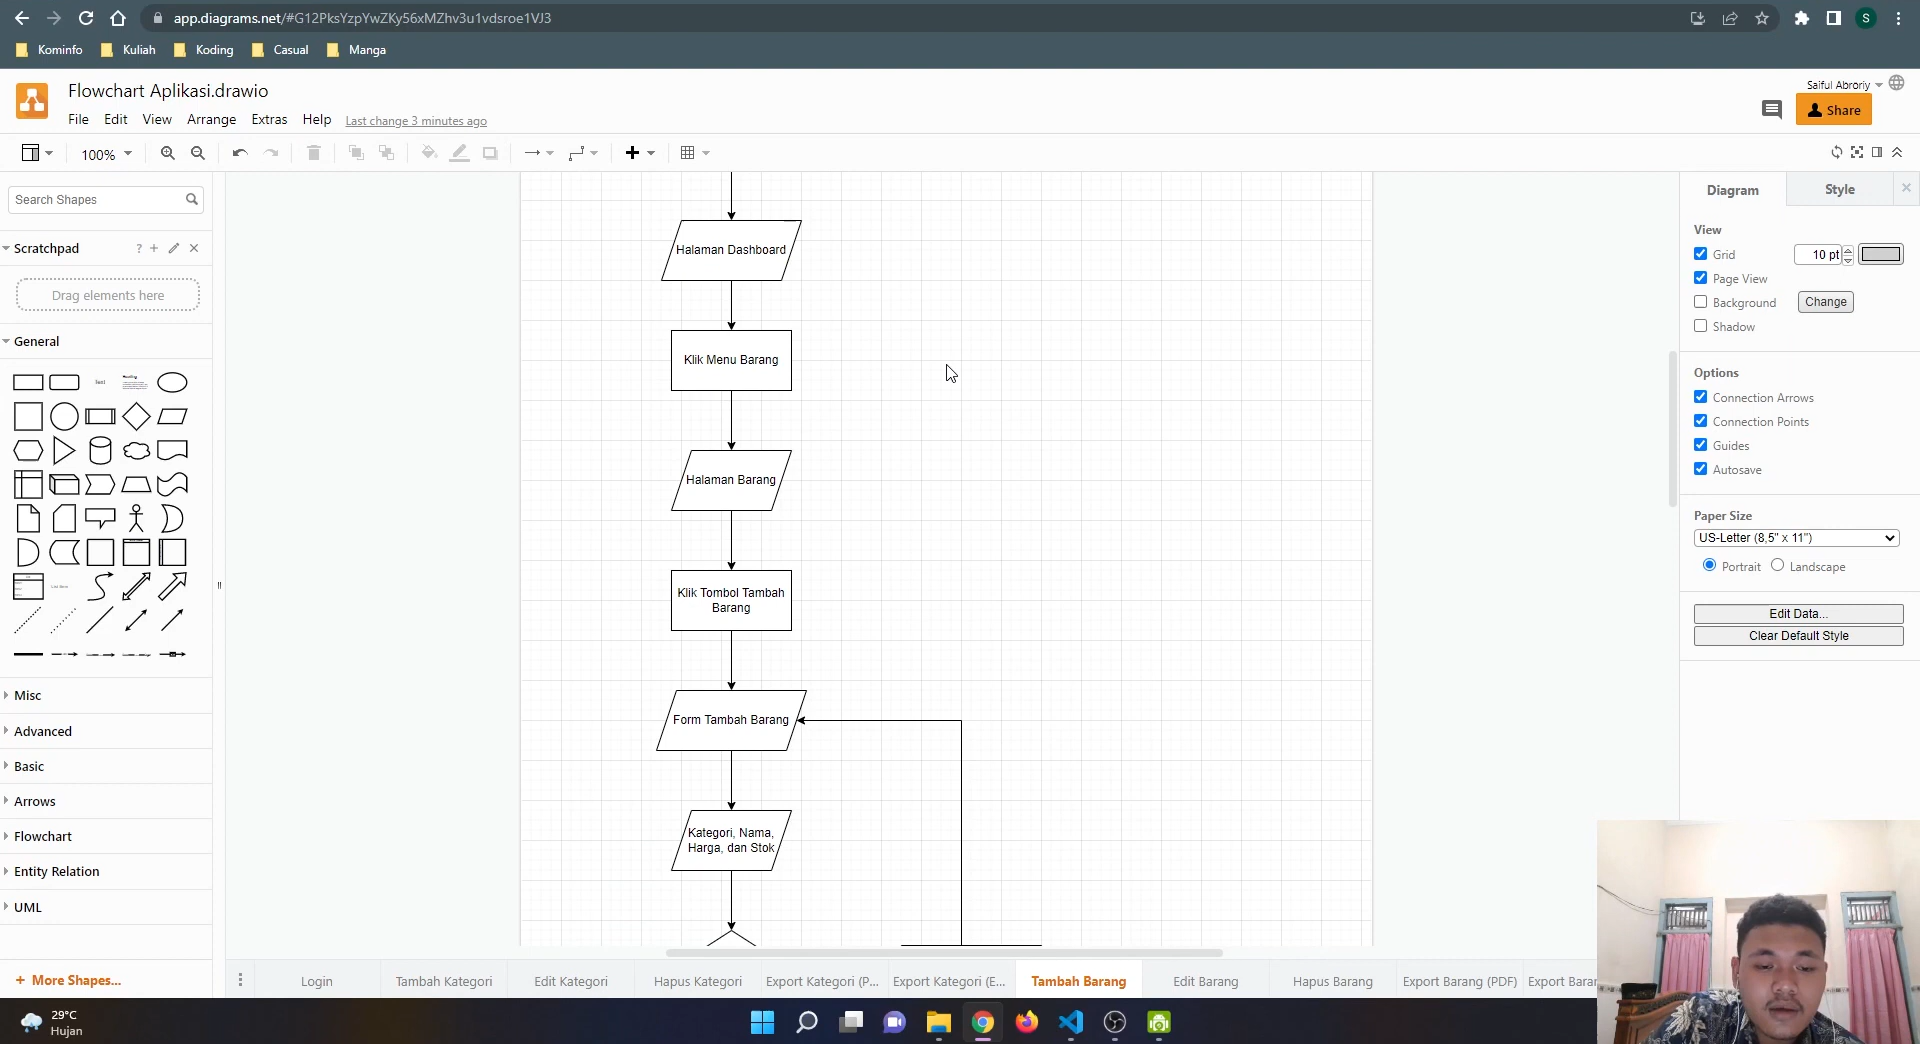 app.diagrams.net/#G12PksYzpYwZKy56xMZhv3u1vdsroe1VJ3
S
Kominfo
Kuliah
Koding
Casual
Manga
Flowchart Aplikasi.drawio
Saiful Abroriy
File
Edit
View
Arrange
Extras
Help
Last change 3 minutes ago
Share
100%
Search Shapes
Scratchpad
?
Drag elements here
General
Text
Heading
Misc
Advanced
Basic
Arrows
Flowchart
Entity Relation
UML
+ More Shapes...
Halaman Dashboard
Klik Menu Barang
Halaman Barang
Klik Tombol Tambah
Barang
Form Tambah Barang
Kategori, Nama,
Harga, dan Stok
Diagram
Style
View
Grid
10 pt
Page View
Background
Change
Shadow
Options
Connection Arrows
Connection Points
Guides
Autosave
Paper Size
US-Letter (8,5" x 11")
Portrait
Landscape
Edit Data...
Clear Default Style
Login
Tambah Kategori
Edit Kategori
Hapus Kategori
Export Kategori (P...
Export Kategori (E...
Tambah Barang
Edit Barang
Hapus Barang
Export Barang (PDF)
Export Baran
29°C
Hujan